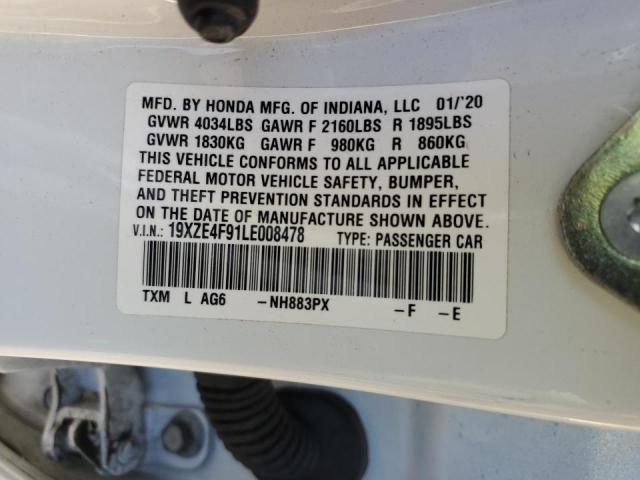 MFD. BY HONDA MFG. OF INDIANA, LLC 01/'20
GVWR 4034LBS GAWR F 2160LBS R 1895LBS
GVWR 1830KG GAWR F 980KG R 860KG
THIS VEHICLE CONFORMS TO ALL APPLICABLE
FEDERAL MOTOR VEHICLE SAFETY, BUMPER,
AND THEFT PREVENTION STANDARDS IN EFFECT
ON THE DATE OF MANUFACTURE SHOWN ABOVE.
V.I.N.: 19XZE4F91LE008478 TYPE: PASSENGER CAR
TXM L AG6 -NH883PX -F -E